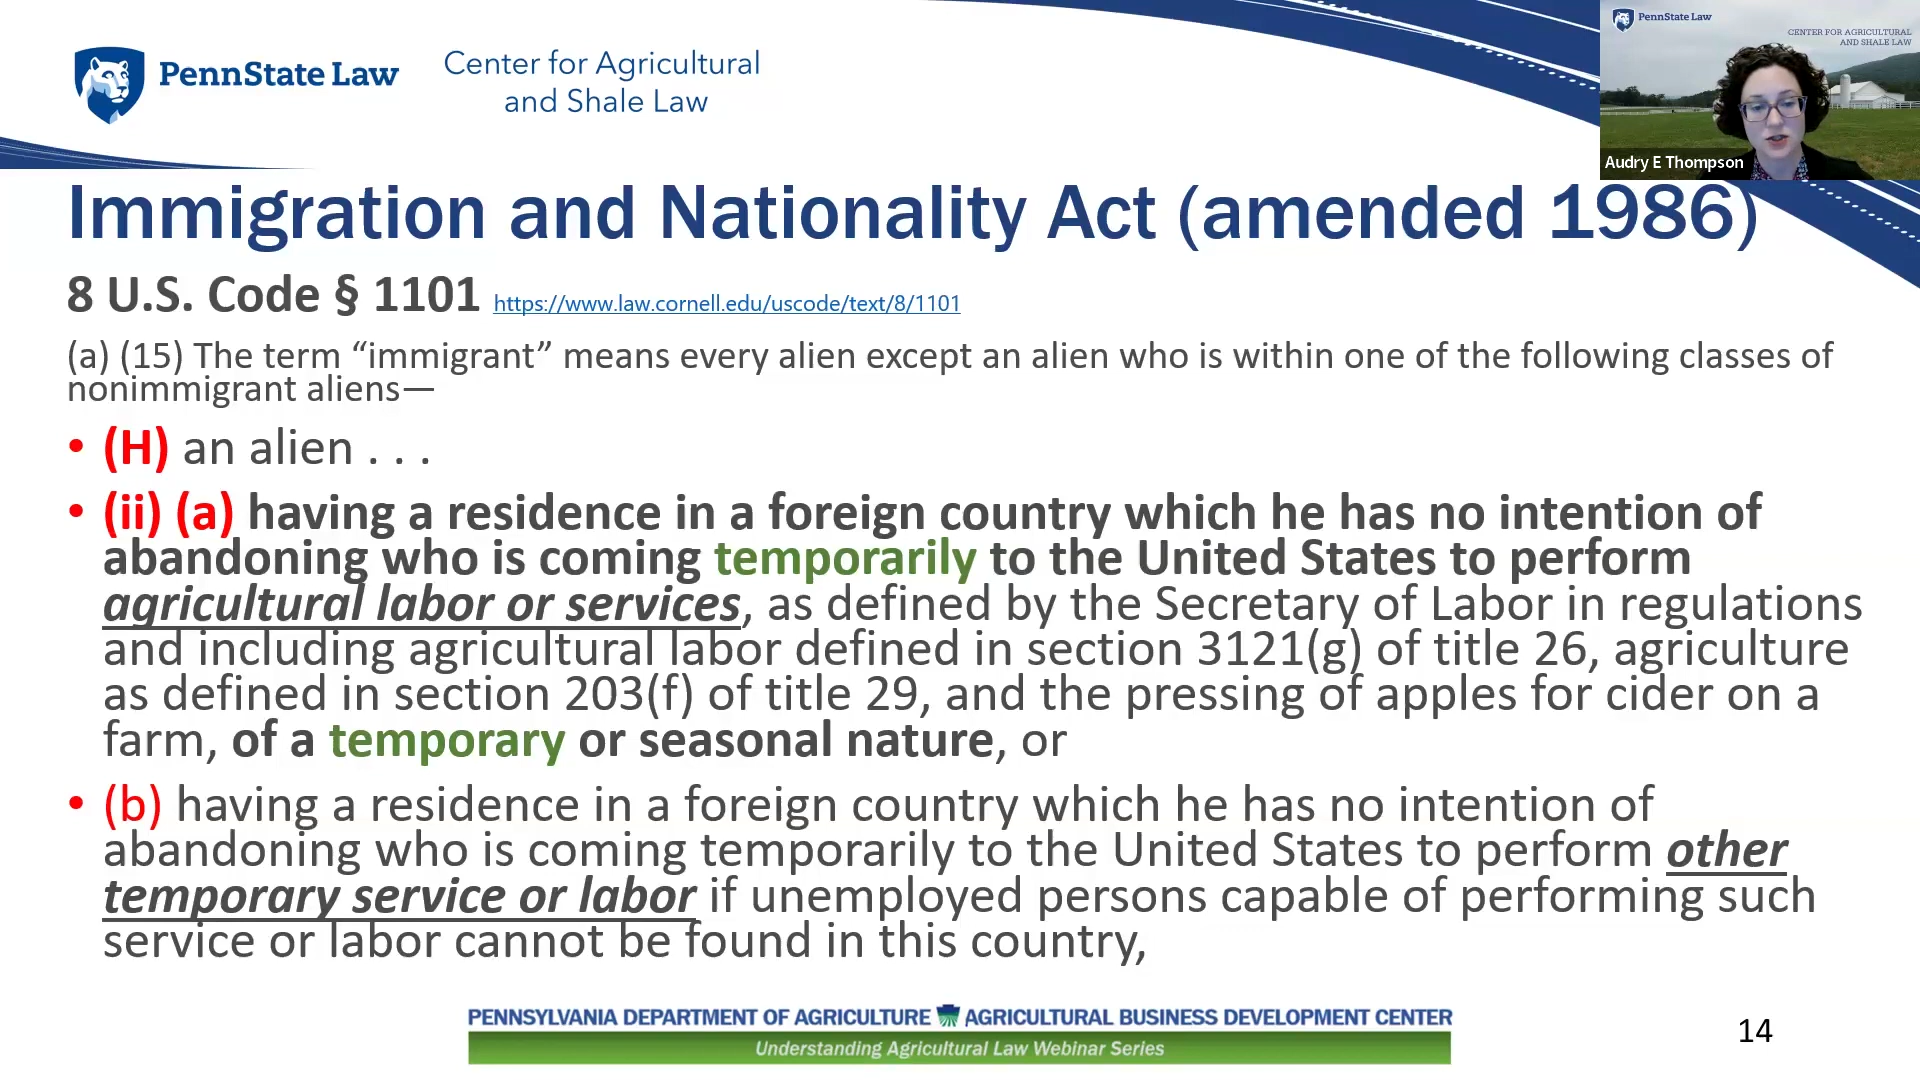 PennState Law
Center for Agricultural
and Shale Law
PennState Law
CENTER FOR AGRICULTURAL
AND SHALE LAW
Audry E Thompson
Immigration and Nationality Act (amended 1986)
8 U.S. Code § 1101 https://www.law.cornell.edu/uscode/text/8/1101
(a) (15) The term “immigrant” means every alien except an alien who is within one of the following classes of
nonimmigrant aliens—
• (H) an alien . . .
• (ii) (a) having a residence in a foreign country which he has no intention of
abandoning who is coming temporarily to the United States to perform
agricultural labor or services, as defined by the Secretary of Labor in regulations
and including agricultural labor defined in section 3121(g) of title 26, agriculture
as defined in section 203(f) of title 29, and the pressing of apples for cider on a
farm, of a temporary or seasonal nature, or
• (b) having a residence in a foreign country which he has no intention of
abandoning who is coming temporarily to the United States to perform other
temporary service or labor if unemployed persons capable of performing such
service or labor cannot be found in this country,
PENNSYLVANIA DEPARTMENT OF AGRICULTURE AGRICULTURAL BUSINESS DEVELOPMENT CENTER
Understanding Agricultural Law Webinar Series
14